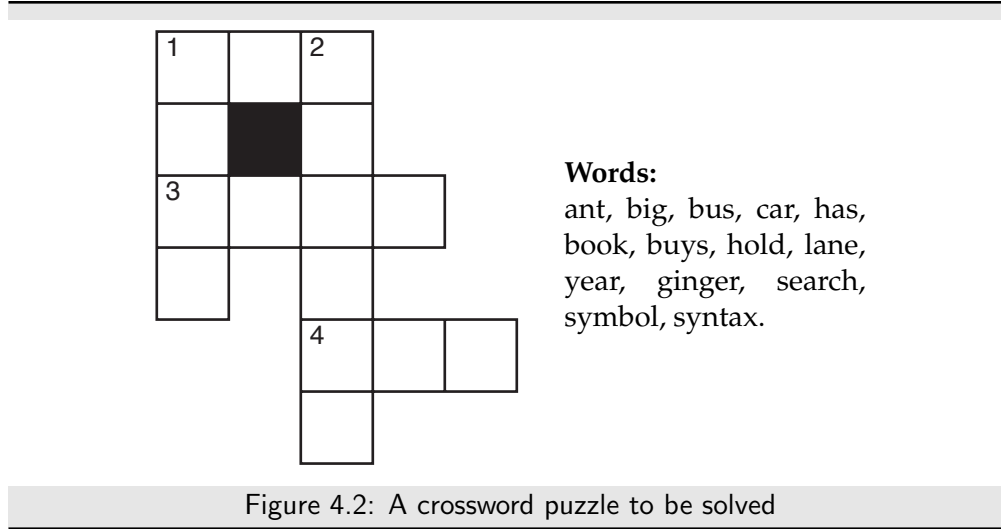 1 2
3
4
Words:
ant, big, bus, car, has,
book, buys, hold, lane,
year, ginger, search,
symbol, syntax.
Figure 4.2: A crossword puzzle to be solved